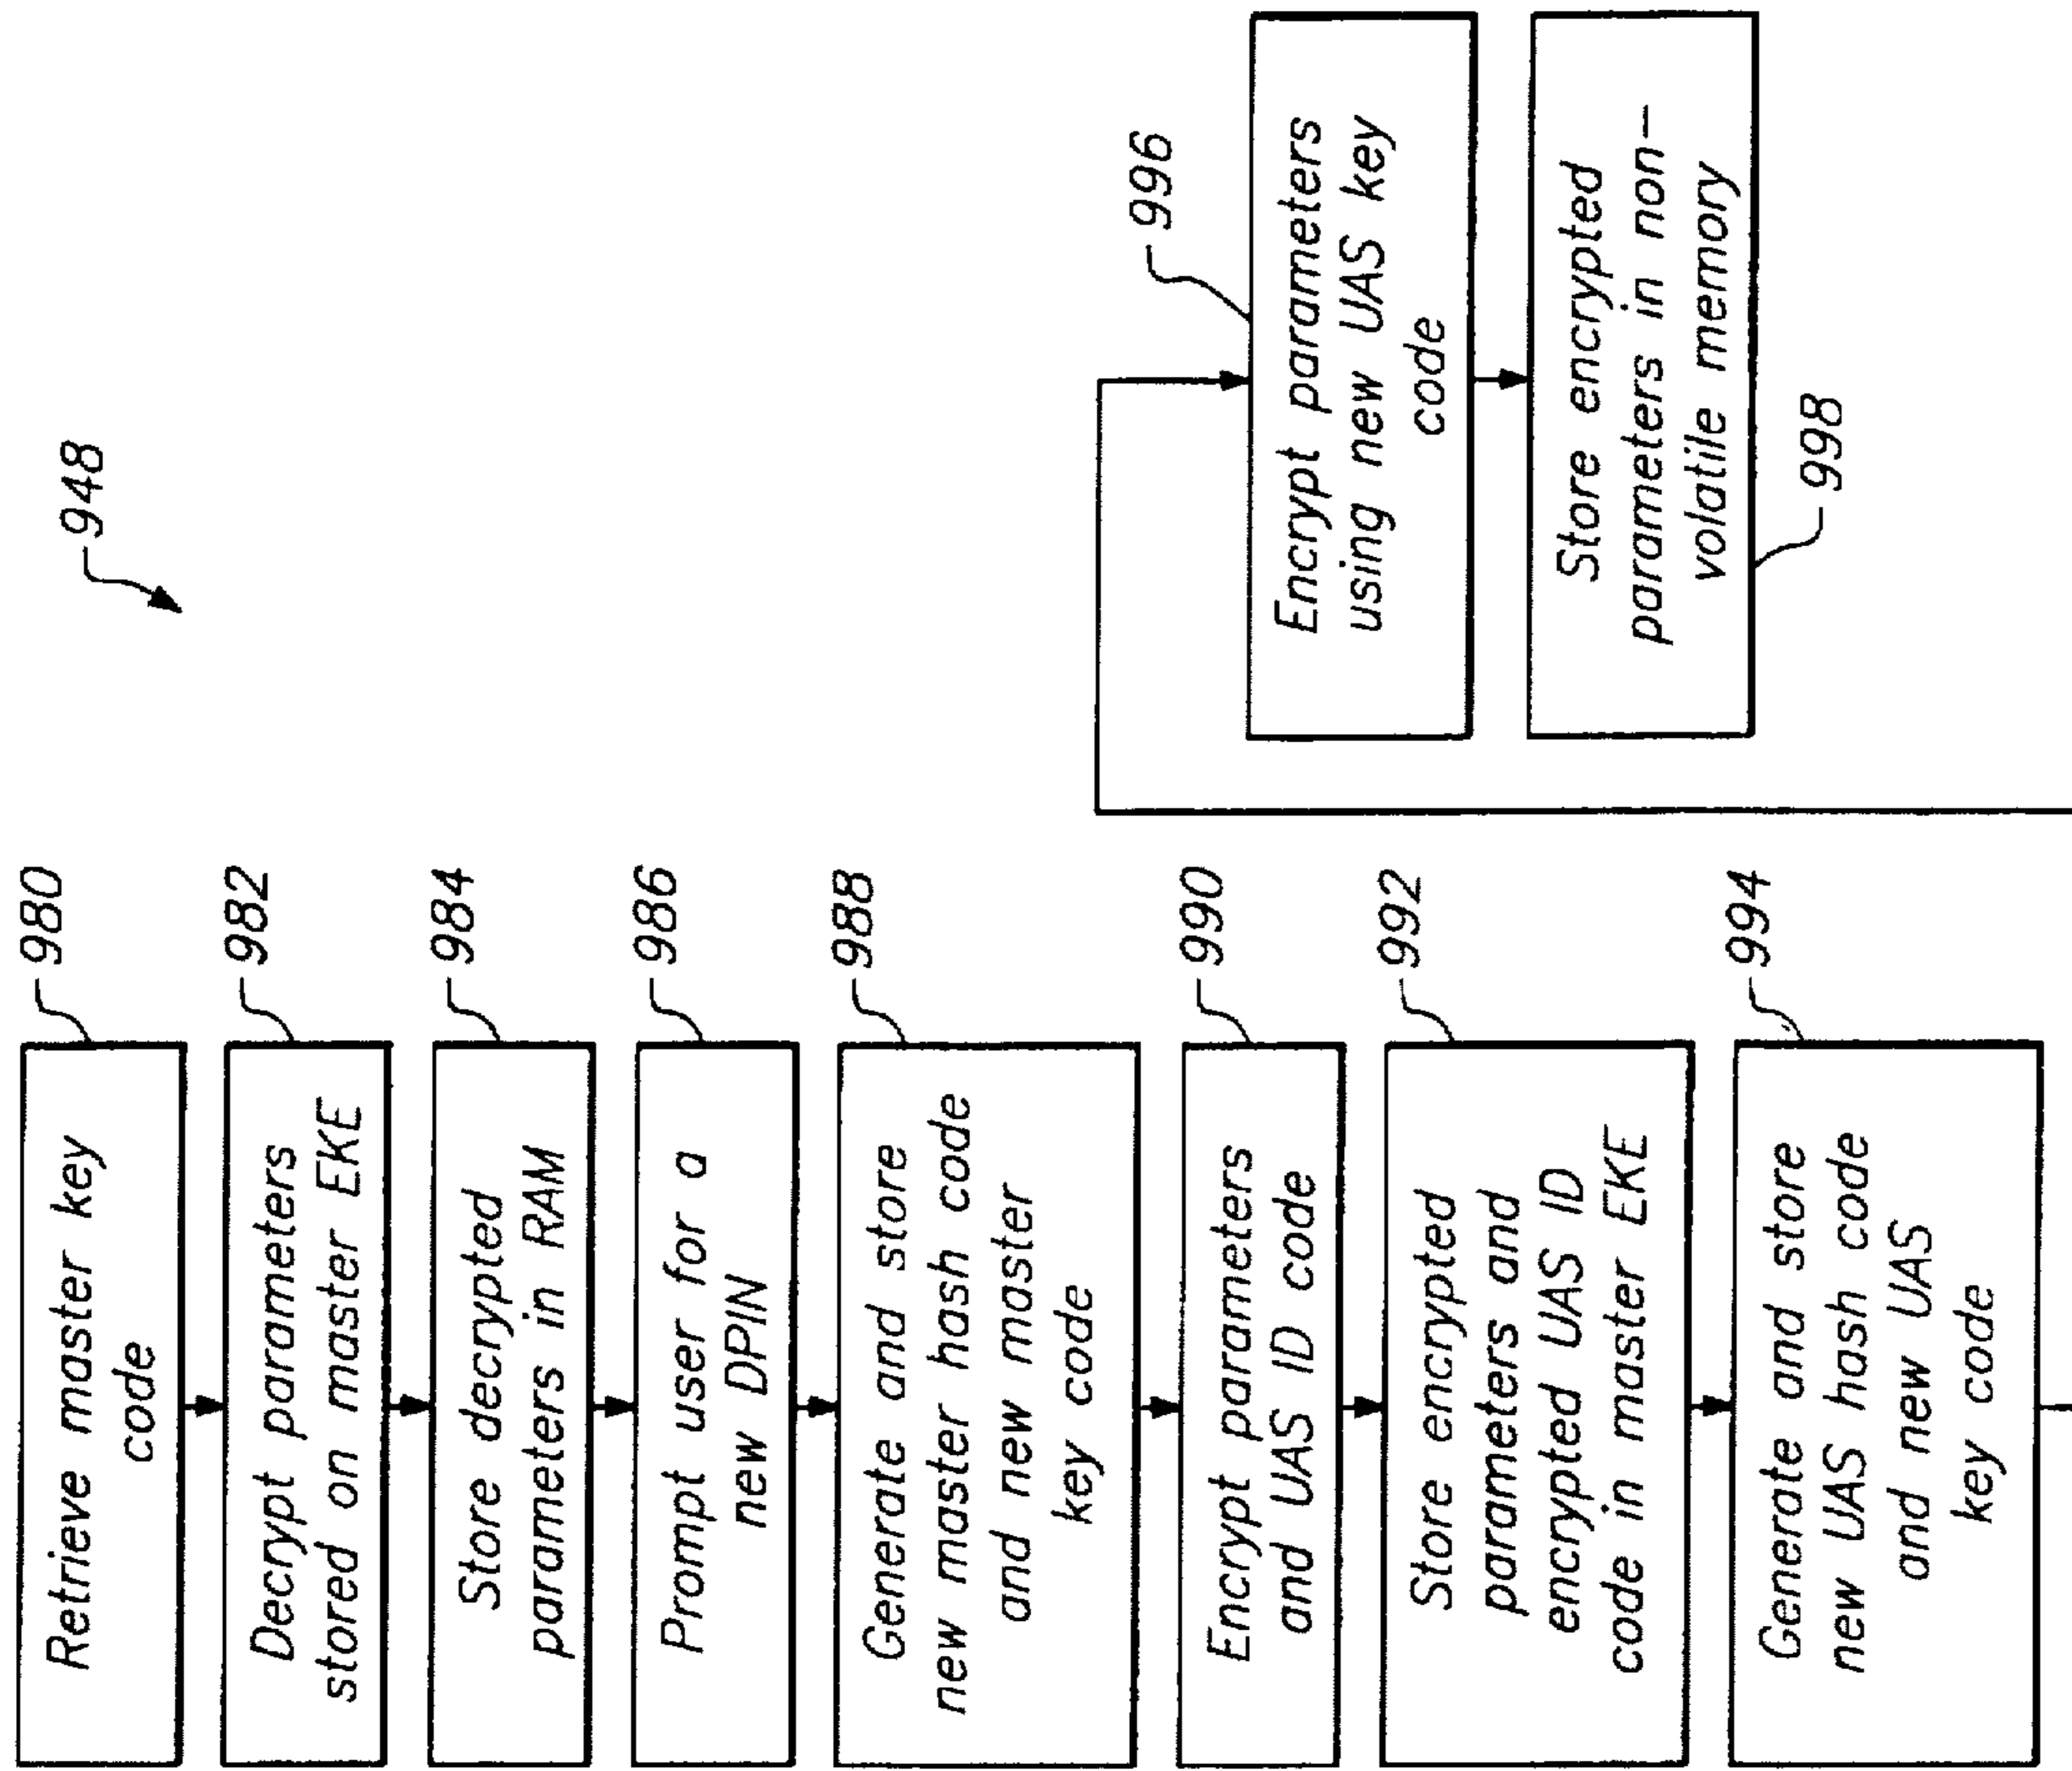 948
980
Retrieve master key
code
982
Decrypt parameters
stored on master EKE
984
Store decrypted
parameters in RAM
986
Prompt user for a
new DPIN
988
Generate and store
new master hash code
and new master
key code
990
Encrypt parameters
and UAS ID code
992
Store encrypted
parameters and
encrypted UAS ID
code in master EKE
994
Generate and store
new UAS hash code
and new UAS
key code
996
Encrypt parameters
using new UAS key
code
Store encrypted
parameters in non-
volatile memory
998